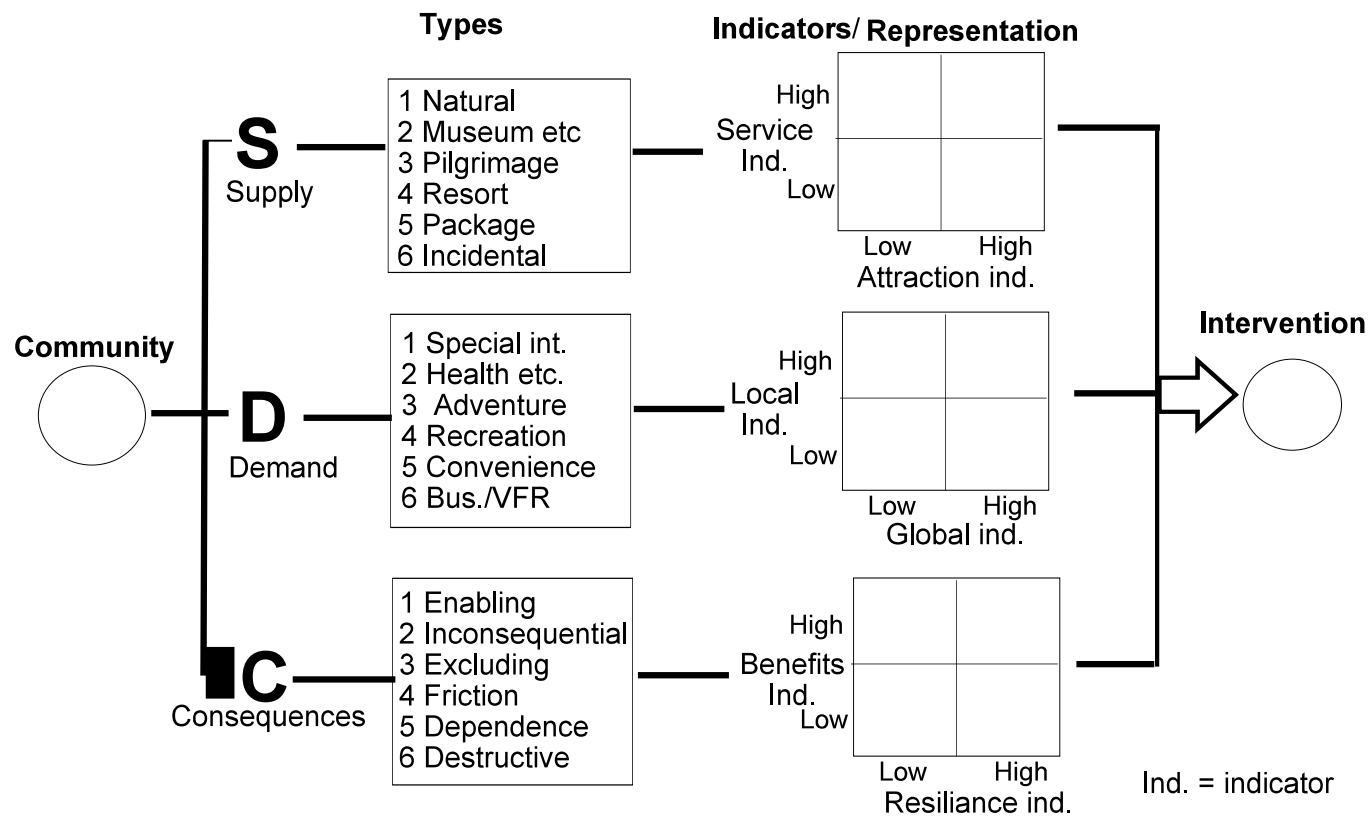 Types
Indicators/ Representation
S
Supply
1 Natural
2 Museum etc
3 Pilgrimage
4 Resort
5 Package
6 Incidental
High
Service
Ind.
Low
Low High
Attraction ind.
Community
D
Demand
1 Special int.
2 Health etc.
3 Adventure
4 Recreation
5 Convenience
6 Bus./VFR
High
Local
Ind.
Low
Low High
Global ind.
Intervention
C
Consequences
1 Enabling
2 Inconsequential
3 Excluding
4 Friction
5 Dependence
6 Destructive
High
Benefits
Ind.
Low
Low High
Resiliance ind.
Ind. = indicator